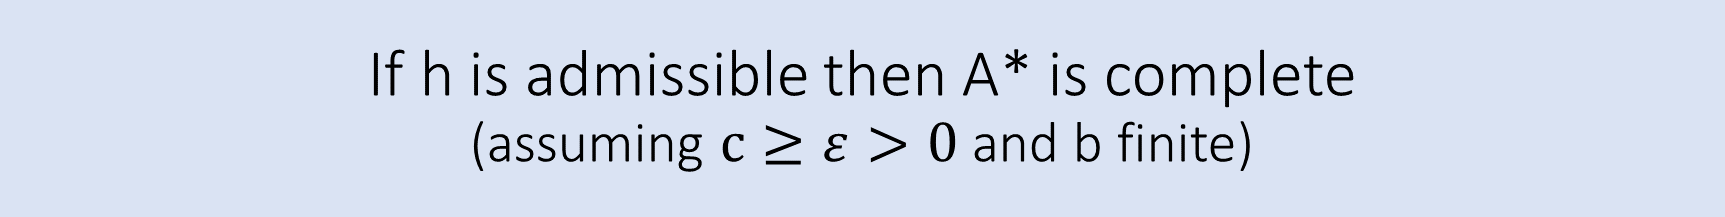 If h is admissible then A* is complete
(assuming c ≥ ε > 0 and b finite)